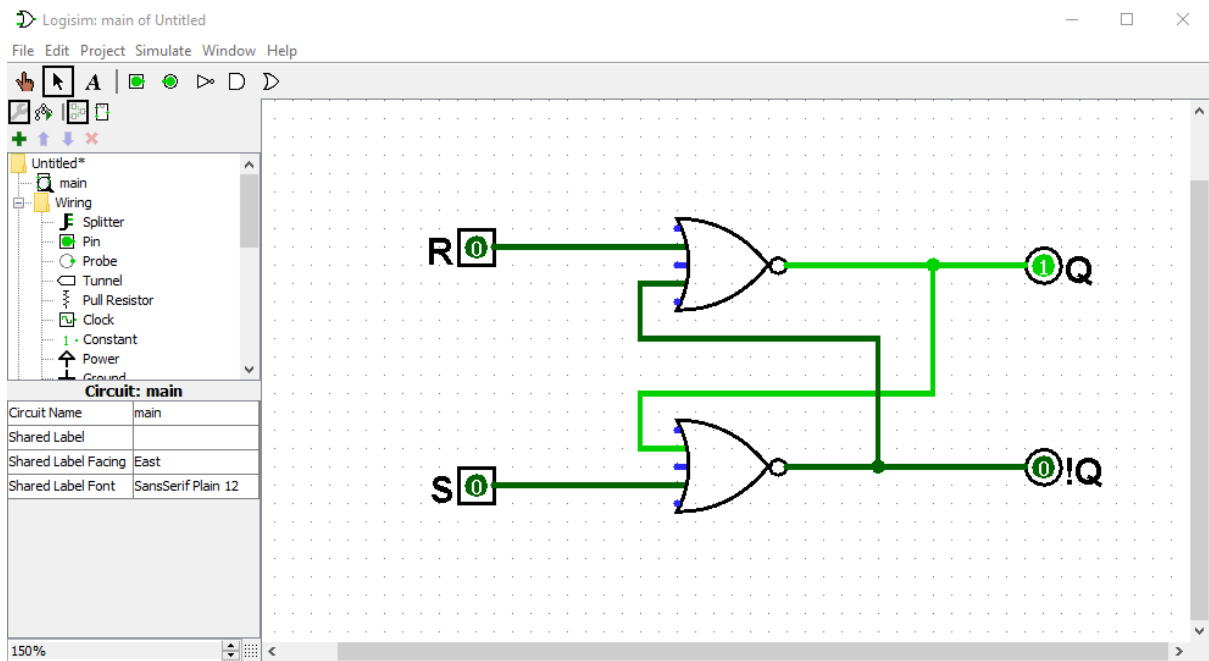 Logisim: main of Untitled
File Edit Project Simulate Window Help
A
Untitled*
main
Wiring
Splitter
Pin
Probe
Tunnel
Pull Resistor
Clock
1 Constant
Power
Ground
Circuit: main
Circuit Name main
Shared Label
Shared Label Facing East
Shared Label Font SansSerif Plain 12
150%
R 0
1 Q
S 0
0 !Q